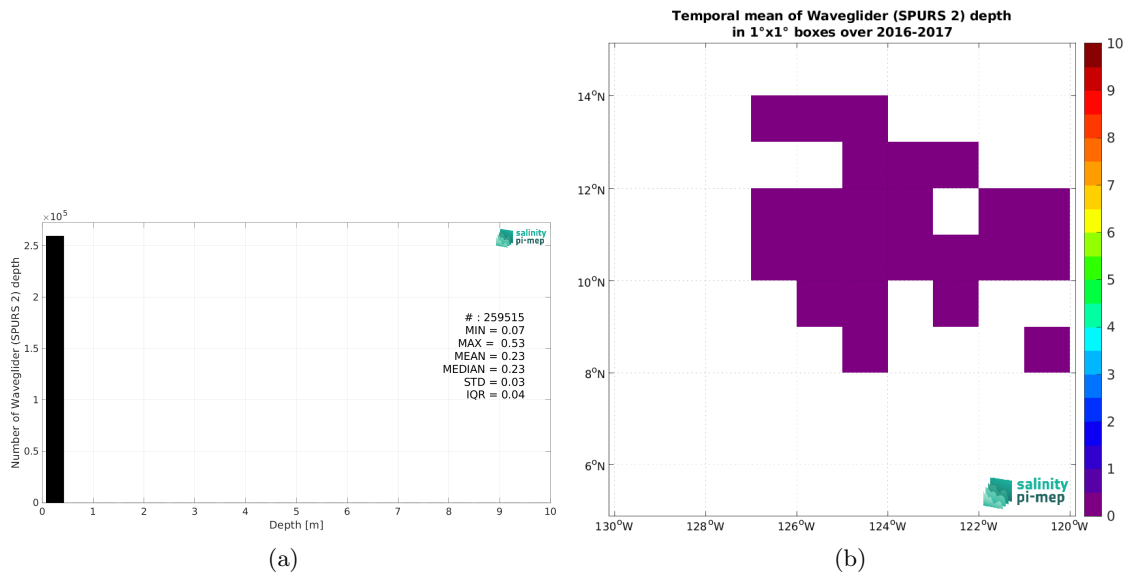 ×10⁵
2.5
2
1.5
1
0.5
0
Number of Waveglider (SPURS 2) depth
salinity
pi-mep
# : 259515
MIN = 0.07
MAX = 0.53
MEAN = 0.23
MEDIAN = 0.23
STD = 0.03
IQR = 0.04
0 1 2 3 4 5 6 7 8 9 10
Depth [m]
(a)
Temporal mean of Waveglider (SPURS 2) depth
in 1°x1° boxes over 2016-2017
14°N
12°N
10°N
8°N
6°N
130°W 128°W 126°W 124°W 122°W 120°W
salinity
pi-mep
10
9
8
7
6
5
4
3
2
1
0
(b)